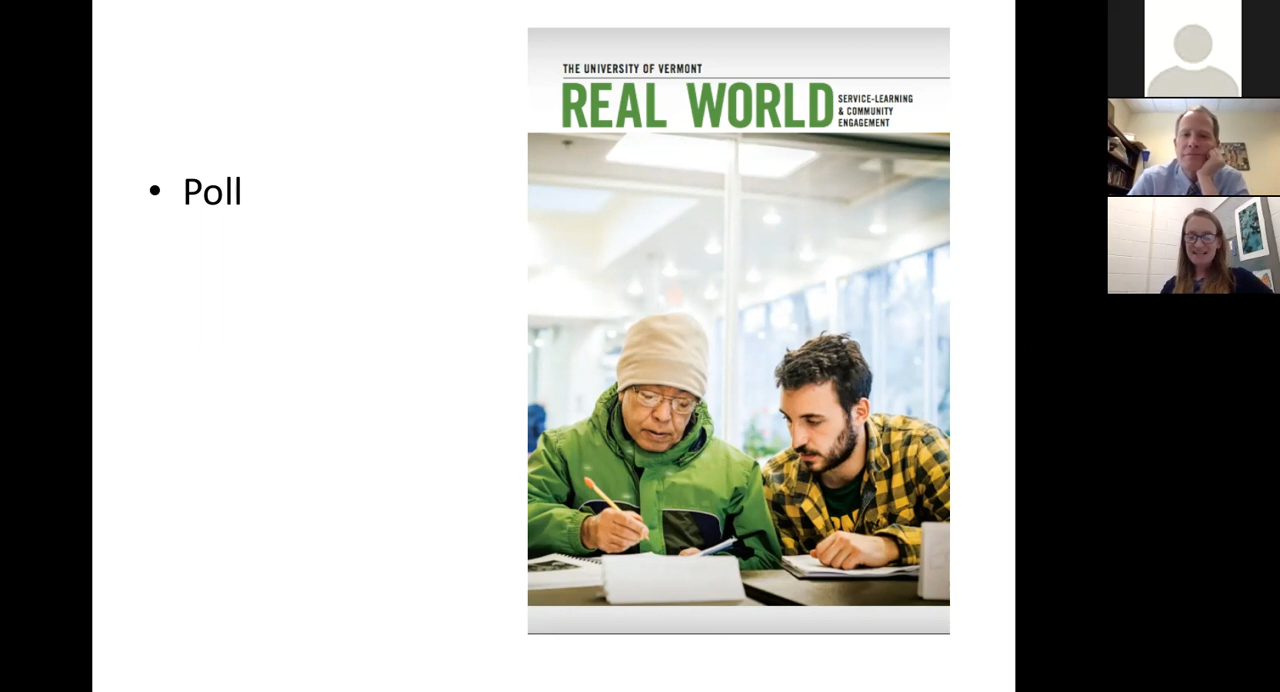 • Poll
THE UNIVERSITY OF VERMONT
REAL WORLD
SERVICE-LEARNING
& COMMUNITY
ENGAGEMENT